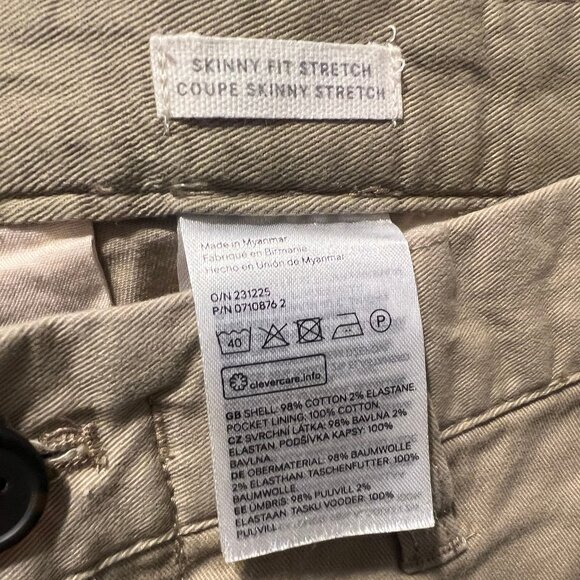 SKINNY FIT STRETCH
COUPE SKINNY STRETCH
Made in Myanmar
Fabriqué en Birmanie
Hecho en Unión de Myanmar
O/N 231225
P/N 0710876 2
40 P
clevercare.info
GB SHELL: 98% COTTON 2% ELASTANE.
POCKET LINING: 100% COTTON.
CZ SVRCHNÍ LÁTKA: 98% BAVLNA 2%
ELASTAN. PODŠÍVKA KAPSY: 100%
BAVLNA.
DE OBERMATERIAL: 98% BAUMWOLLE
2% ELASTHAN. TASCHENFUTTER: 100%
BAUMWOLLE.
EE ÜMBRIS: 98% PUUVILL 2%
ELASTAAN. TASKU VOODER: 100%
PUUVILL.